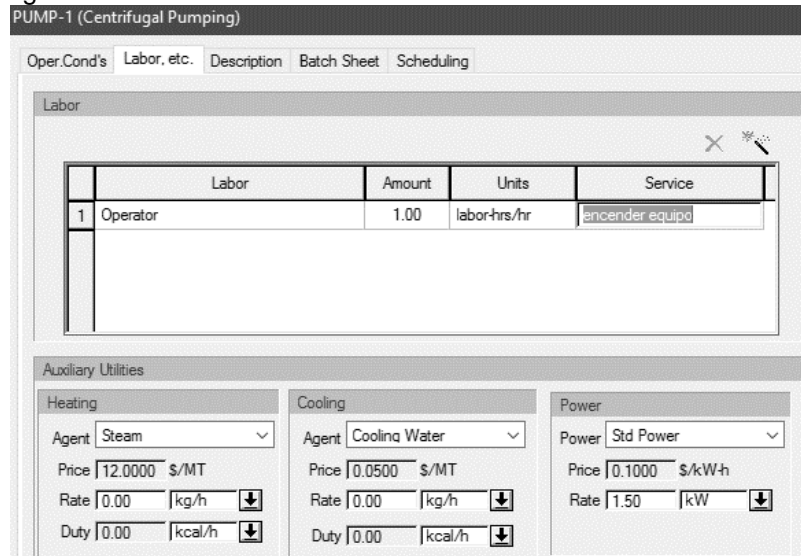 PUMP-1 (Centrifugal Pumping)
Oper.Cond's Labor, etc. Description Batch Sheet Scheduling
Labor
Labor Amount Units Service
1 Operator 1.00 labor-hrs/hr encender equipo
Auxiliary Utilities
Heating Cooling Power
Agent Steam Agent Cooling Water Power Std Power
Price 12.0000 $/MT Price 0.0500 $/MT Price 0.1000 $/kW-h
Rate 0.00 kg/h Rate 0.00 kg/h Rate 1.50 kW
Duty 0.00 kcal/h Duty 0.00 kcal/h